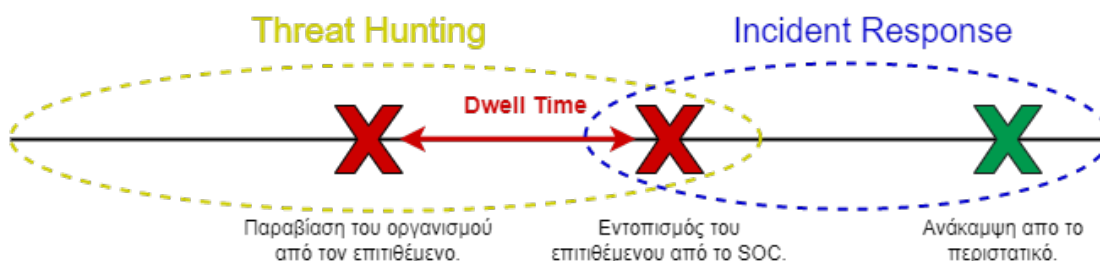 Threat Hunting
Incident Response
Dwell Time
Παραβίαση του οργανισμού
από τον επιτιθέμενο.
Εντοπισμός του
επιτιθέμενου από το SOC.
Ανάκαμψη απο το
περιστατικό.